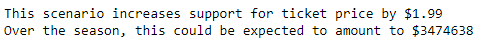 This scenario increases support for ticket price by $1.99
Over the season, this could be expected to amount to $3474638